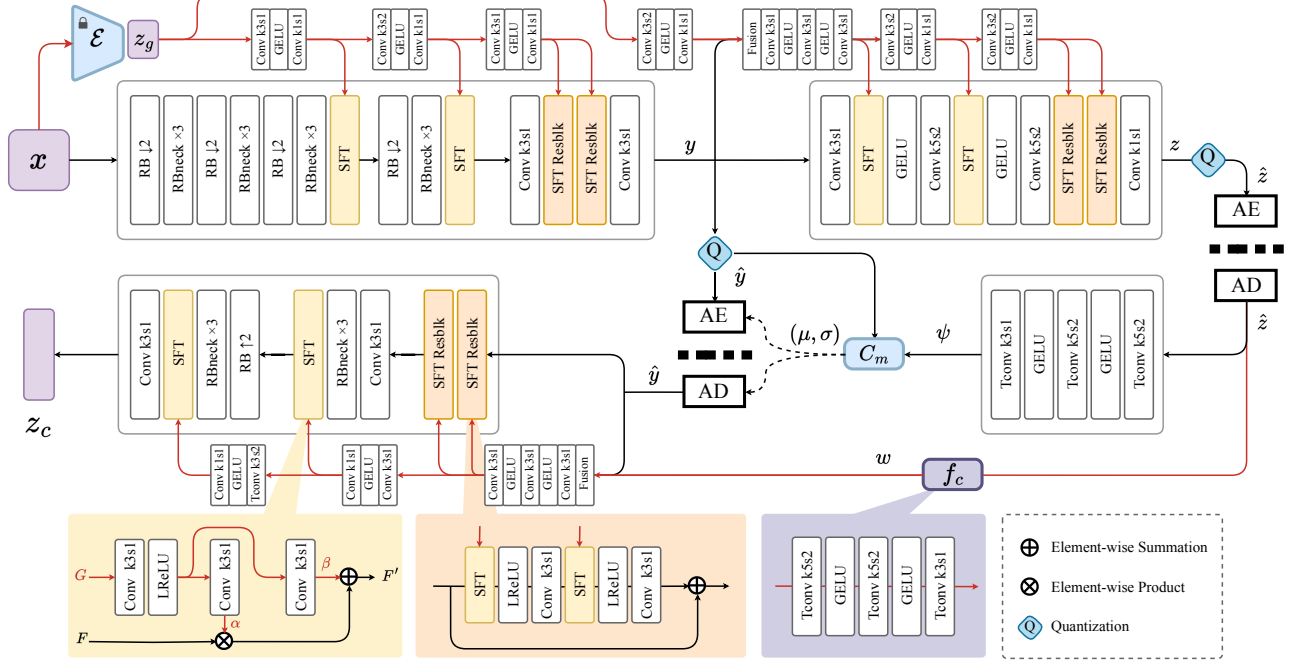 ℰ
z_g
Conv k3s1
GELU
Conv k1s1
Conv k3s2
GELU
Conv k1s1
Conv k3s1
GELU
Conv k1s1
Conv k3s2
GELU
Conv k1s1
Fusion
Conv k3s1
GELU
Conv k3s1
GELU
Conv k3s1
Conv k3s2
GELU
Conv k1s1
Conv k3s2
GELU
Conv k1s1
x
RB ↓2
RBneck ×3
RB ↓2
RBneck ×3
RB ↓2
RBneck ×3
SFT
RB ↓2
RBneck ×3
SFT
Conv k3s1
SFT Resblk
SFT Resblk
Conv k3s1
y
Conv k3s1
SFT
GELU
Conv k5s2
SFT
GELU
Conv k5s2
SFT Resblk
SFT Resblk
Conv k1s1
z
Q
ẑ
AE
AD
ẑ
Q
ŷ
AE
(μ, σ)
C_m
ψ
AD
ŷ
Tconv k3s1
GELU
Tconv k5s2
GELU
Tconv k5s2
z_c
Conv k3s1
SFT
RBneck ×3
RB ↑2
SFT
RBneck ×3
Conv k3s1
SFT Resblk
SFT Resblk
Conv k1s1
GELU
Tconv k3s2
Conv k1s1
GELU
Conv k3s1
Conv k3s1
GELU
Conv k3s1
GELU
Conv k3s1
Fusion
w
f_c
G
Conv k3s1
LReLU
Conv k3s1
Conv k3s1
β
F′
α
F
SFT
LReLU
Conv k3s1
SFT
LReLU
Conv k3s1
Tconv k5s2
GELU
Tconv k5s2
GELU
Tconv k3s1
Element-wise Summation
Element-wise Product
Q Quantization